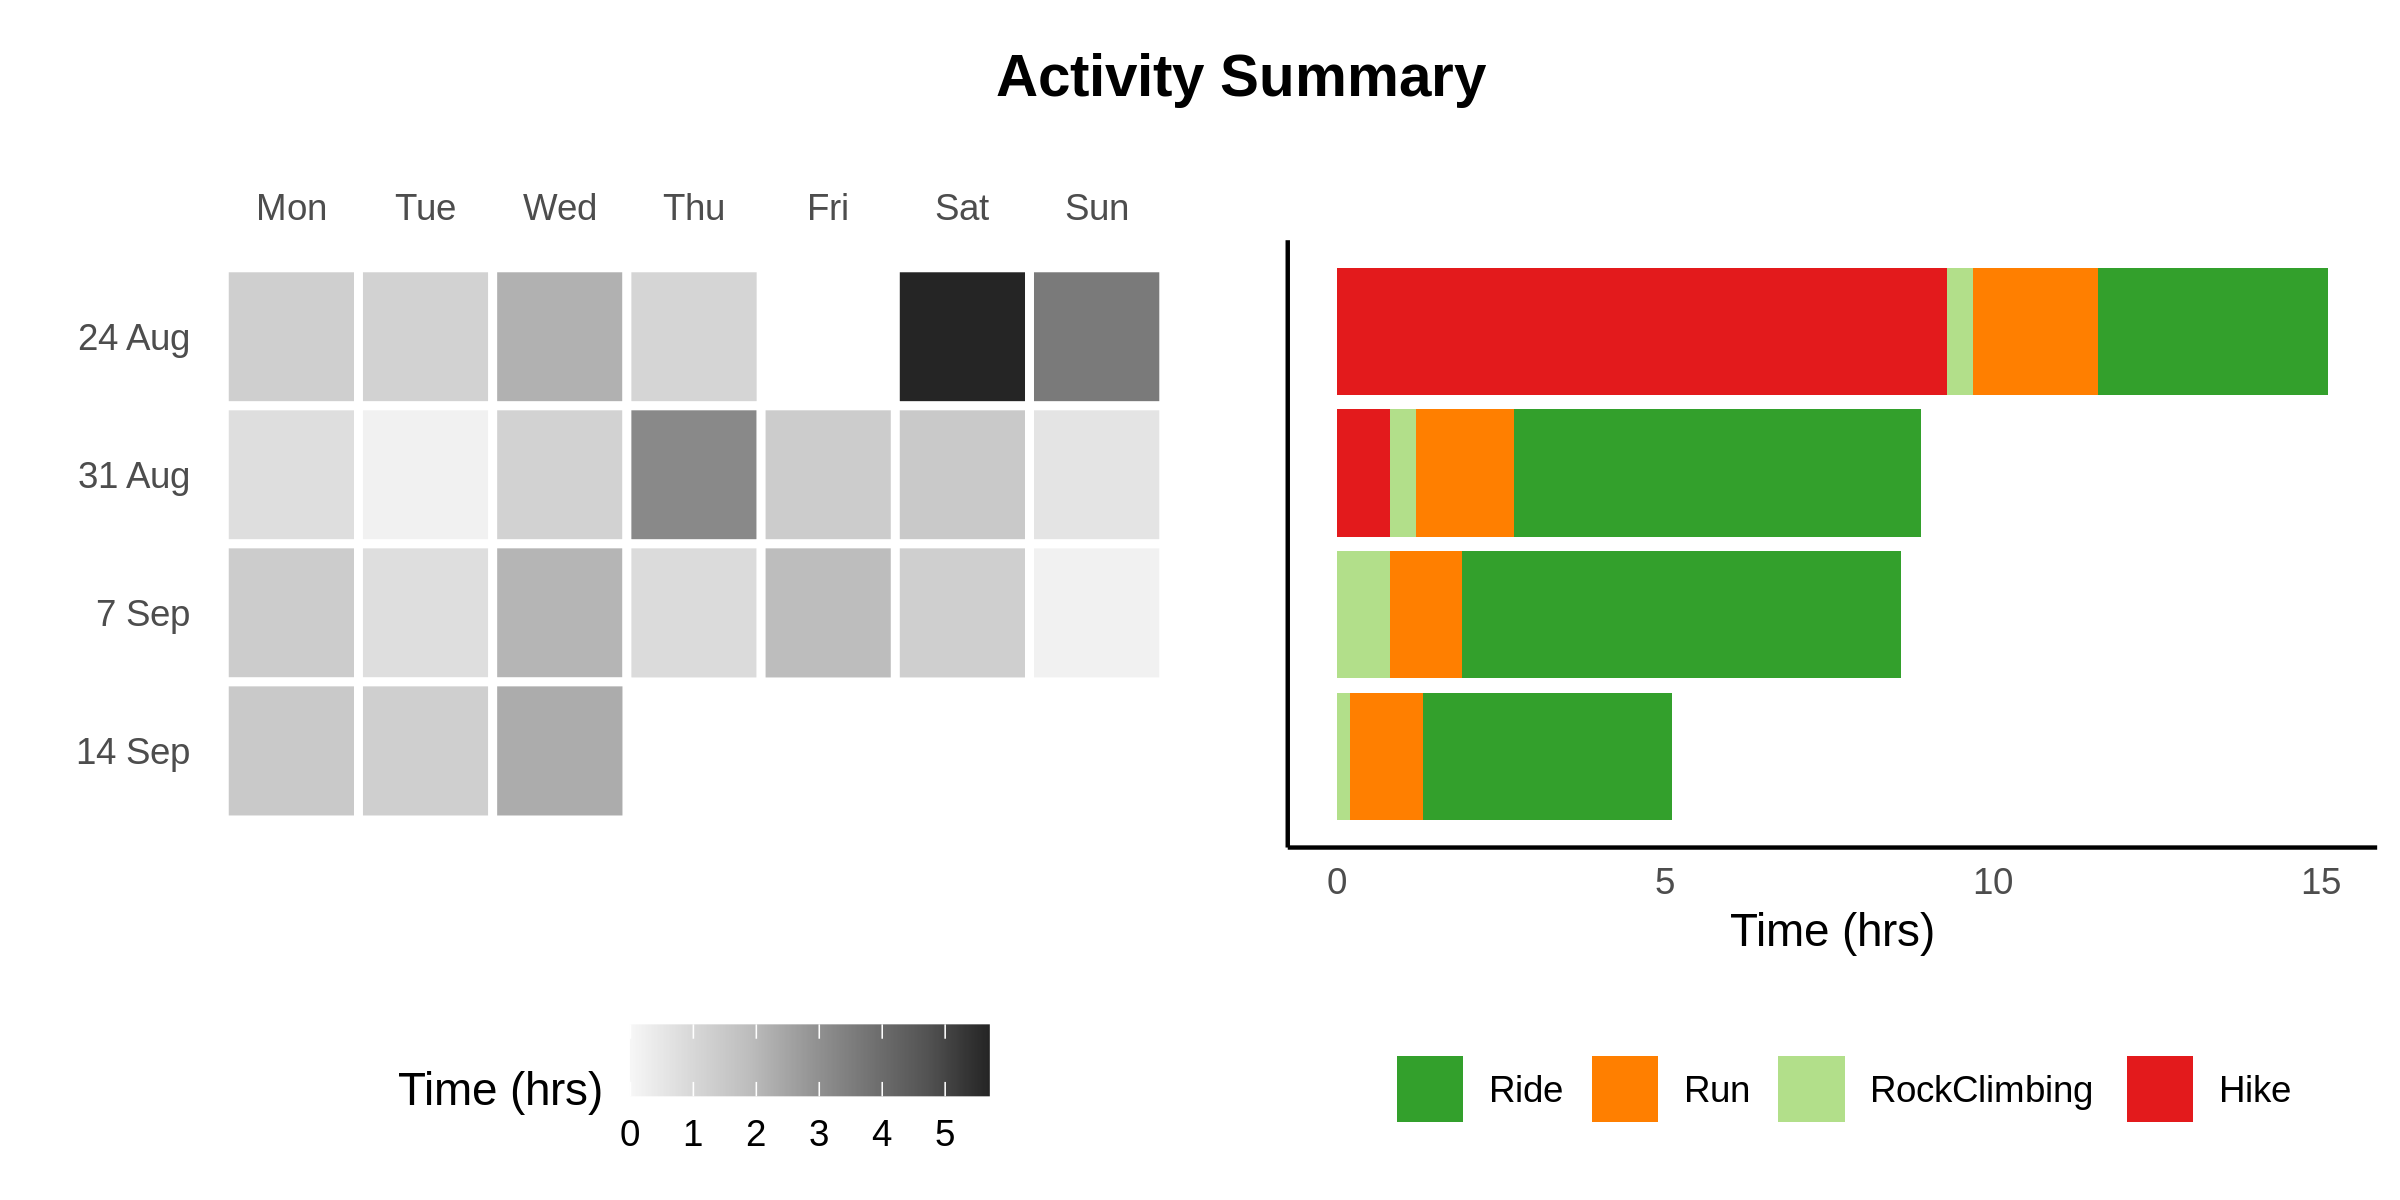 Activity Summary
Mon Tue Wed Thu Fri Sat Sun
24 Aug
31 Aug
7 Sep
14 Sep
0 5 10 15
Time (hrs)
Time (hrs)
0 1 2 3 4 5
Ride Run RockClimbing Hike